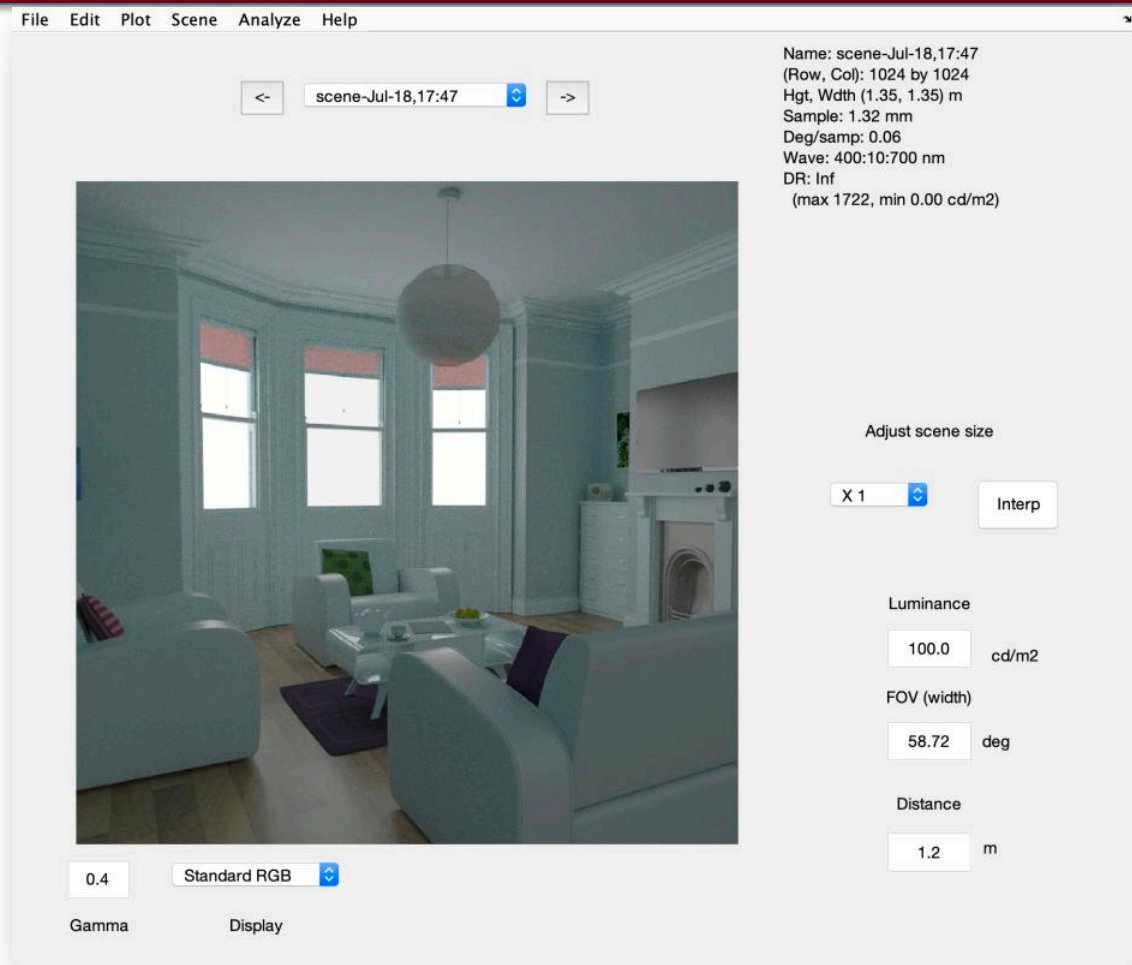 File Edit Plot Scene Analyze Help
<- scene-Jul-18,17:47 ->
Name: scene-Jul-18,17:47
(Row, Col): 1024 by 1024
Hgt, Wdth (1.35, 1.35) m
Sample: 1.32 mm
Deg/samp: 0.06
Wave: 400:10:700 nm
DR: Inf
(max 1722, min 0.00 cd/m2)
Adjust scene size
X 1 Interp
Luminance
100.0 cd/m2
FOV (width)
58.72 deg
Distance
1.2 m
0.4 Standard RGB
Gamma Display